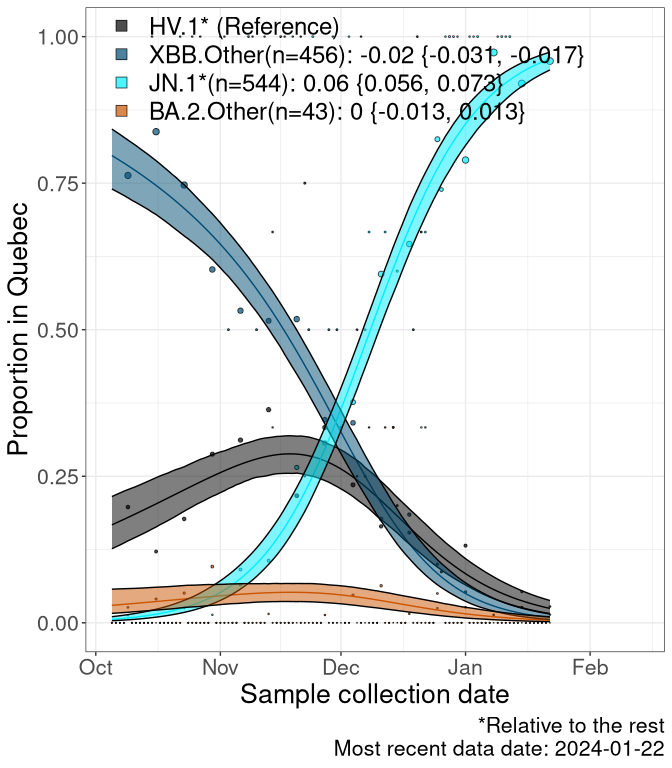 HV.1* (Reference)
XBB.Other(n=456): -0.02 {-0.031, -0.017}
JN.1*(n=544): 0.06 {0.056, 0.073}
BA.2.Other(n=43): 0 {-0.013, 0.013}
1.00
0.75
0.50
0.25
0.00
Proportion in Quebec
Oct Nov Dec Jan Feb
Sample collection date
*Relative to the rest
Most recent data date: 2024-01-22